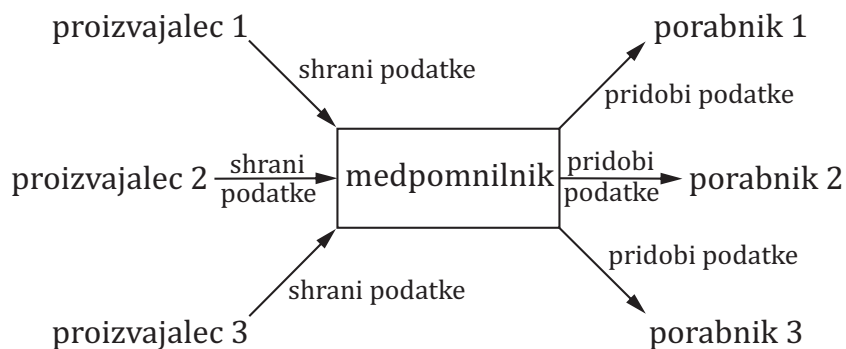 proizvajalec 1
porabnik 1
shrani podatke
pridobi podatke
proizvajalec 2
shrani
podatke
medpomnilnik
pridobi
podatke
porabnik 2
shrani podatke
pridobi podatke
proizvajalec 3
porabnik 3